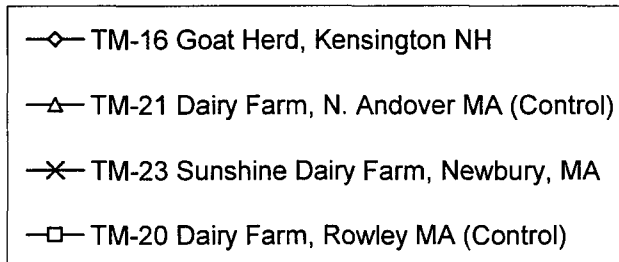 TM-16 Goat Herd, Kensington NH
TM-21 Dairy Farm, N. Andover MA (Control)
TM-23 Sunshine Dairy Farm, Newbury, MA
TM-20 Dairy Farm, Rowley MA (Control)